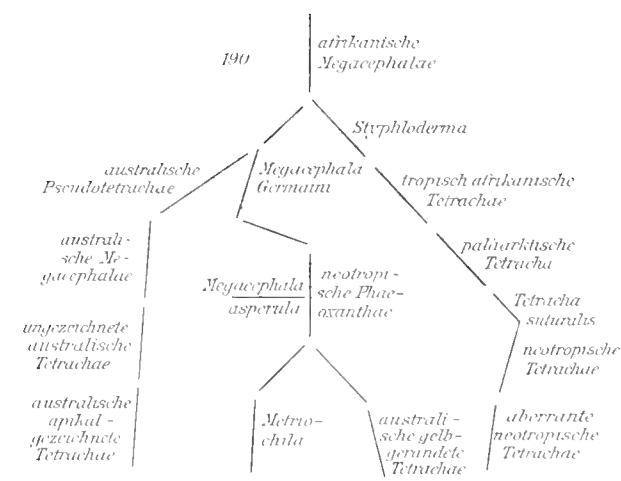 190
afrikanische
Megacephalae
Styphloderma
australische
Pseudotetrachae
Megacephala
Germaini
tropisch afrikanische
Tetrachae
australi-
sche Me-
gacephalae
paläarktische
Tetracha
Megacephala
asperula
neotropi-
sche Phae-
oxanthae
Tetracha
suturalis
ungezeichnete
australische
Tetrachae
neotropische
Tetrachae
australische
apikal-
gezeichnete
Tetrachae
Metrio-
chila
australi-
sche gelb-
gerandete
Tetrachae
aberrante
neotropische
Tetrachae